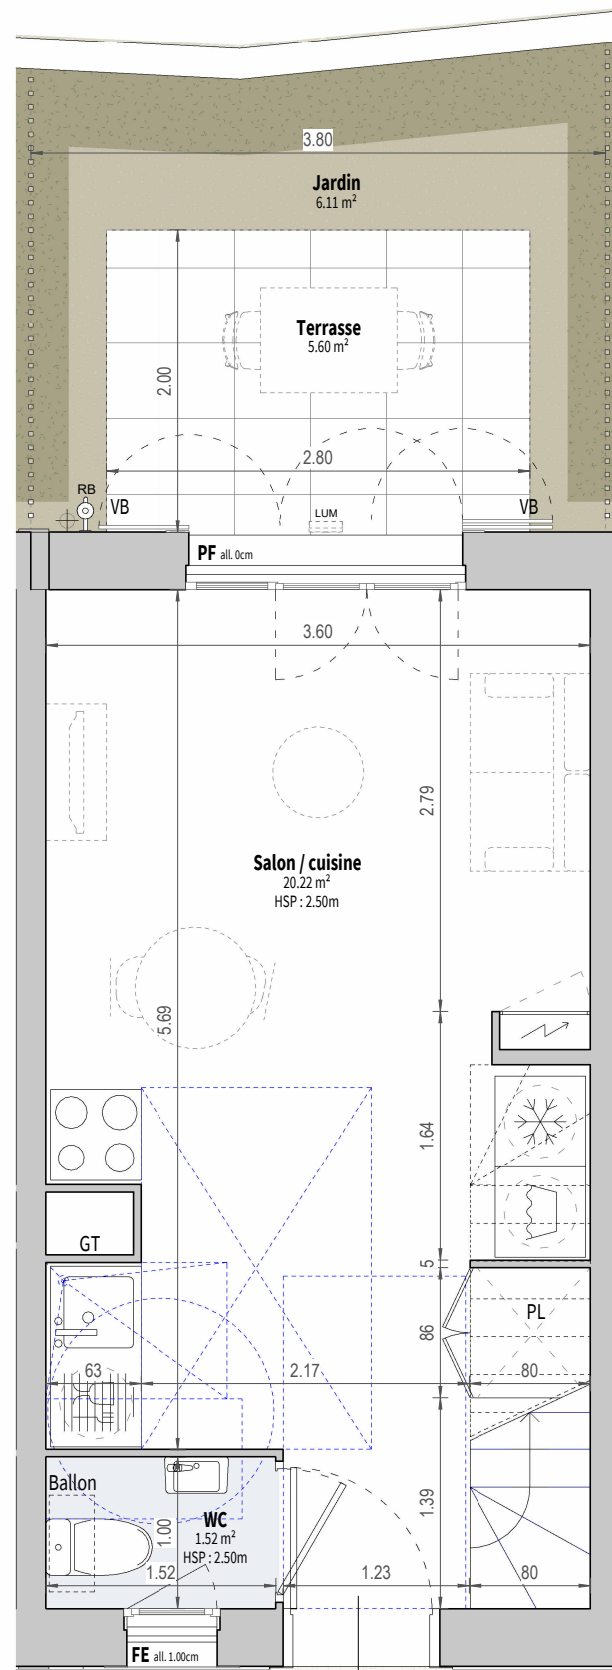 3.80
Jardin
6.11 m²
Terrasse
5.60 m²
2.00
2.80
RB
VB
LUM
VB
PF all. 0cm
3.60
2.79
Salon / cuisine
20.22 m²
HSP : 2.50m
5.69
1.64
GT
5
PL
86
63
2.17
80
Ballon
1.39
WC
1.00
1.52 m²
HSP : 2.50m
1.52
1.23
80
FE all. 1.00cm